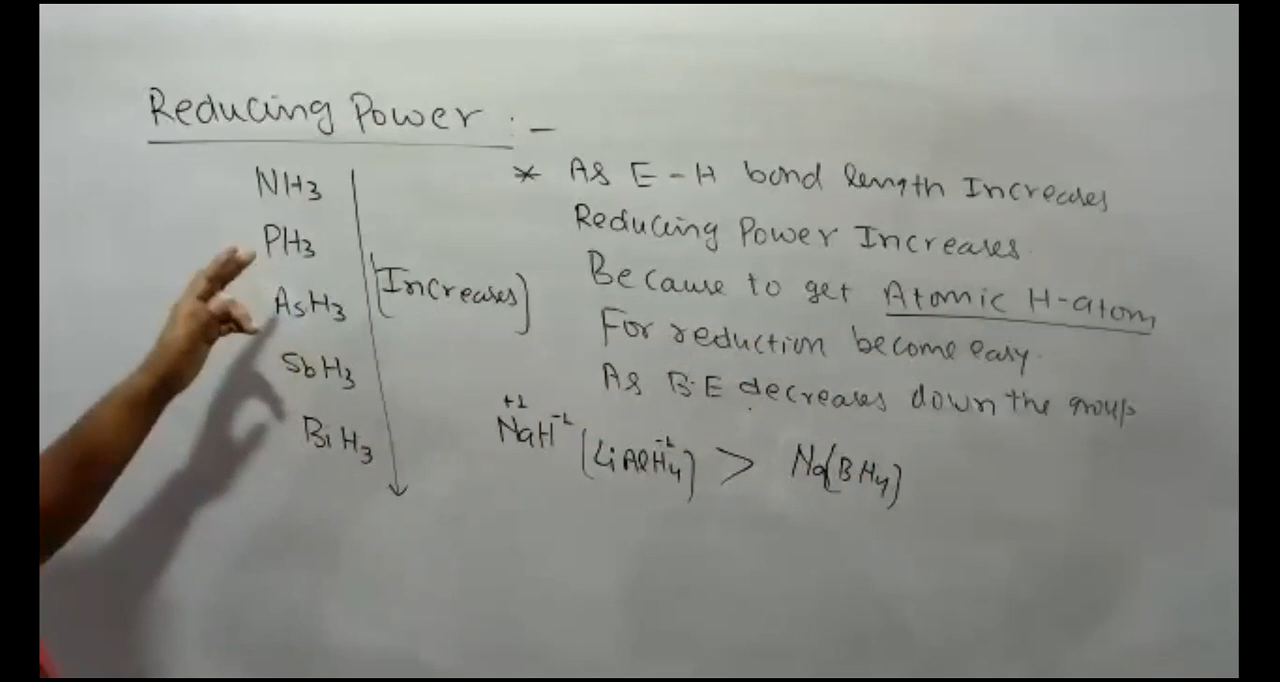 Reducing Power :-
NH3
PH3
AsH3
SbH3
BiH3
[Increases]
* As E-H bond length Increases
Reducing Power Increases.
Because to get Atomic H-atom
For reduction become easy.
As B.E decreases down the group
+1
NaH-1 [LiAlH4-1] > Na[BH4]